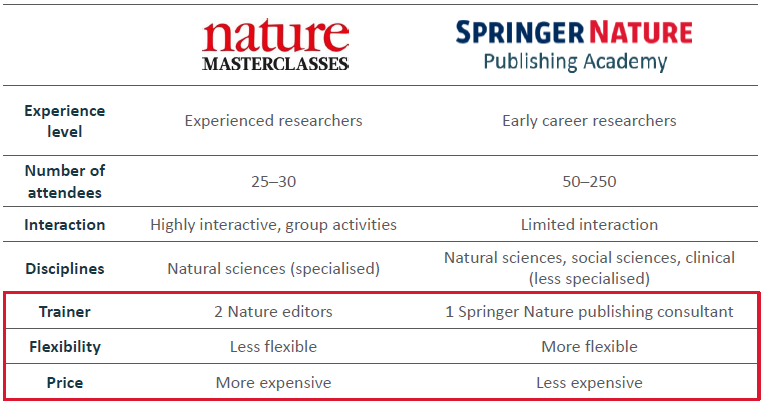 nature
MASTERCLASSES
SPRINGER NATURE
Publishing Academy
Experience
level
Experienced researchers
Early career researchers
Number of
attendees
25–30
50–250
Interaction
Highly interactive, group activities
Limited interaction
Disciplines
Natural sciences (specialised)
Natural sciences, social sciences, clinical
(less specialised)
Trainer
2 Nature editors
1 Springer Nature publishing consultant
Flexibility
Less flexible
More flexible
Price
More expensive
Less expensive